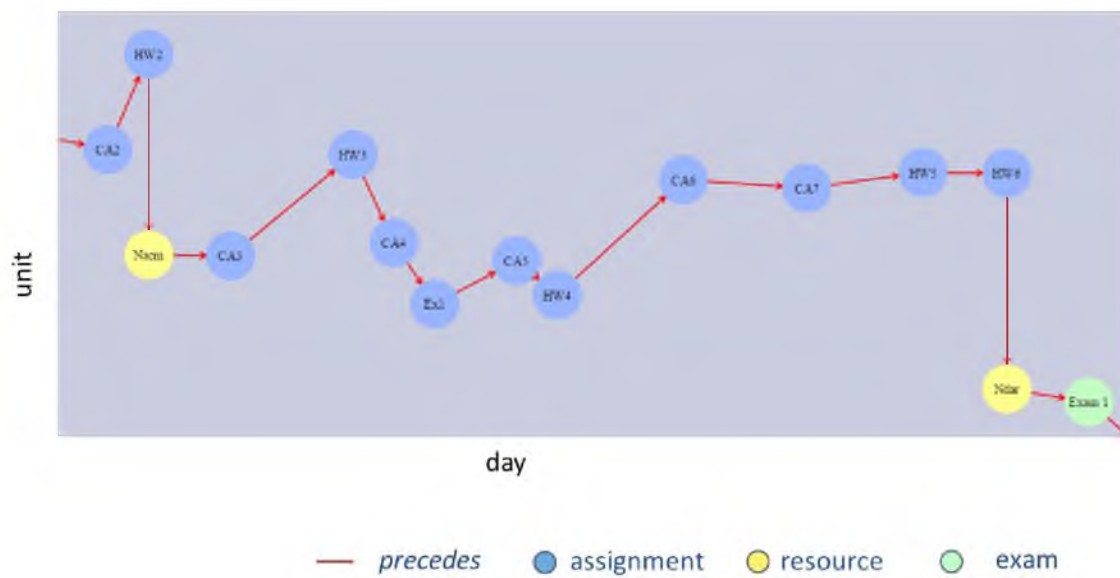 HW2
CA2
HW3
CA6
HW5
HW6
CA7
CA4
CA3
CA5
HW4
Ex1
Exam 1
unit
day
precedes
assignment
resource
exam